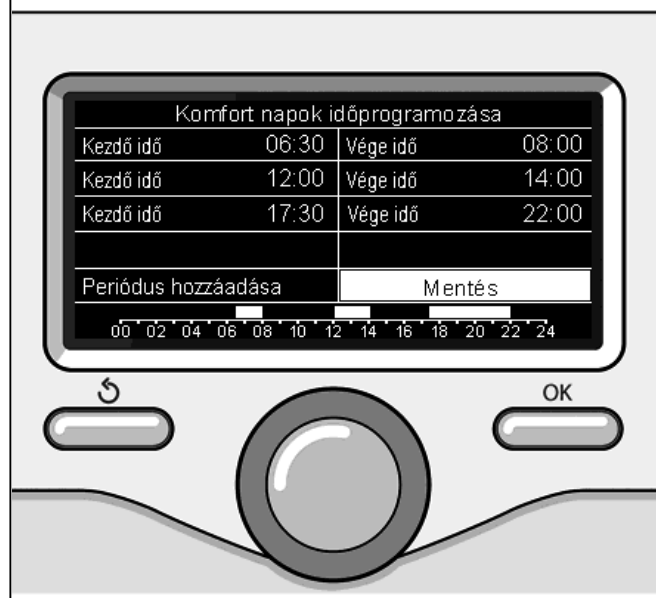 Komfort napok időprogramozása
Kezdő idő 06:30 Vége idő 08:00
Kezdő idő 12:00 Vége idő 14:00
Kezdő idő 17:30 Vége idő 22:00
Periódus hozzáadása Mentés
00 02 04 06 08 10 12 14 16 18 20 22 24
OK